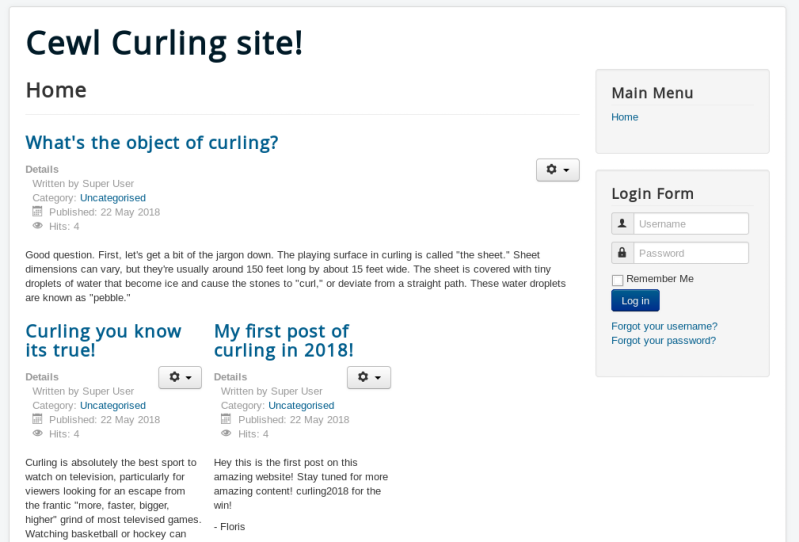 Cewl Curling site!
Home
What's the object of curling?
Details
Written by Super User
Category: Uncategorised
Published: 22 May 2018
Hits: 4
Good question. First, let's get a bit of the jargon down. The playing surface in curling is called "the sheet." Sheet
dimensions can vary, but they're usually around 150 feet long by about 15 feet wide. The sheet is covered with tiny
droplets of water that become ice and cause the stones to "curl," or deviate from a straight path. These water droplets
are known as "pebble."
Curling you know
its true!
Details
Written by Super User
Category: Uncategorised
Published: 22 May 2018
Hits: 4
Curling is absolutely the best sport to
watch on television, particularly for
viewers looking for an escape from
the frantic "more, faster, bigger,
higher" grind of most televised games.
Watching basketball or hockey can
My first post of
curling in 2018!
Details
Written by Super User
Category: Uncategorised
Published: 22 May 2018
Hits: 4
Hey this is the first post on this
amazing website! Stay tuned for more
amazing content! curling2018 for the
win!
- Floris
Main Menu
Home
Login Form
Username
Password
Remember Me
Log in
Forgot your username?
Forgot your password?